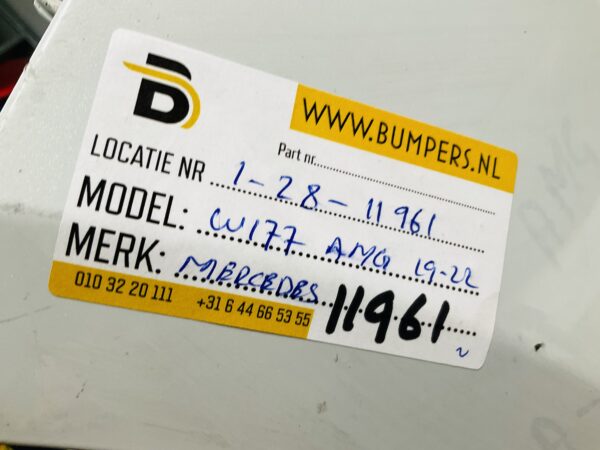 B
WWW.BUMPERS.NL
Part nr.
LOCATIE NR 1-28-11961
MODEL: W177 AMG 19-22
MERK: MERCEDES 11961
010 32 20 111 +31 6 44 66 53 55